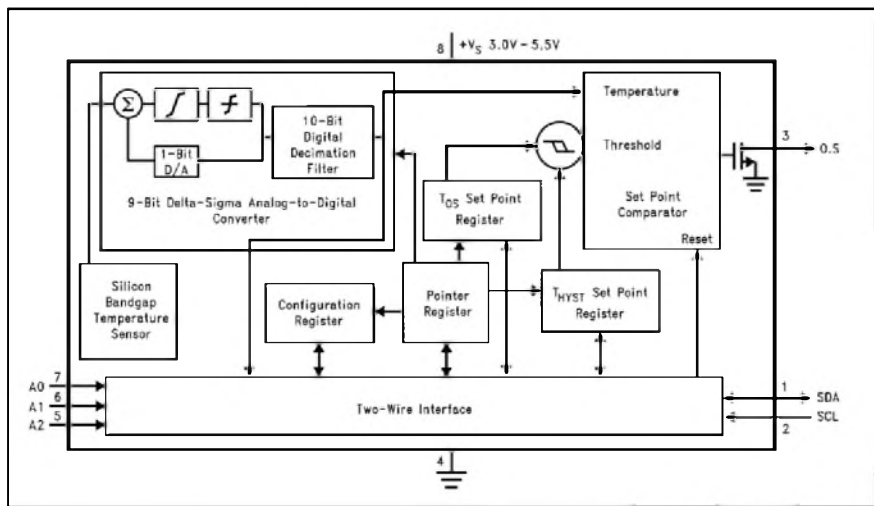 8 +VS 3.0V-5.5V
Σ
∫
1-Bit
D/A
10-Bit
Digital
Decimation
Filter
9-Bit Delta-Sigma Analog-to-Digital
Converter
Temperature
Threshold
Set Point
Comparator
Reset
3
O.S
TOS Set Point
Register
Silicon
Bandgap
Temperature
Sensor
Configuration
Register
Pointer
Register
THYST Set Point
Register
A0 7
A1 6
A2 5
Two-Wire Interface
1 SDA
SCL
2
4